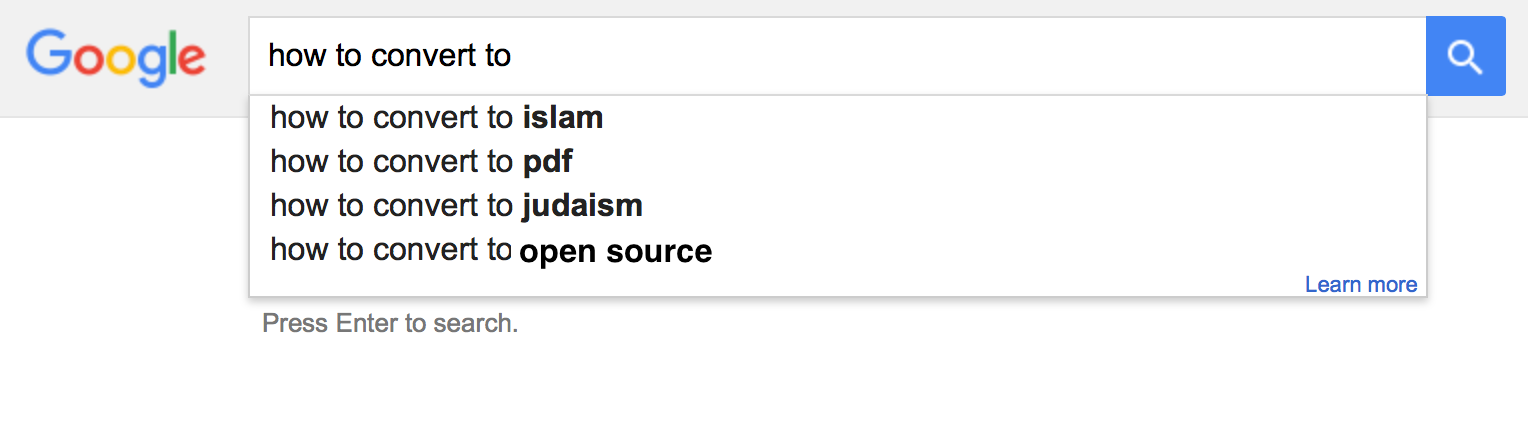 Google
how to convert to
how to convert to islam
how to convert to pdf
how to convert to judaism
how to convert to open source
Learn more
Press Enter to search.